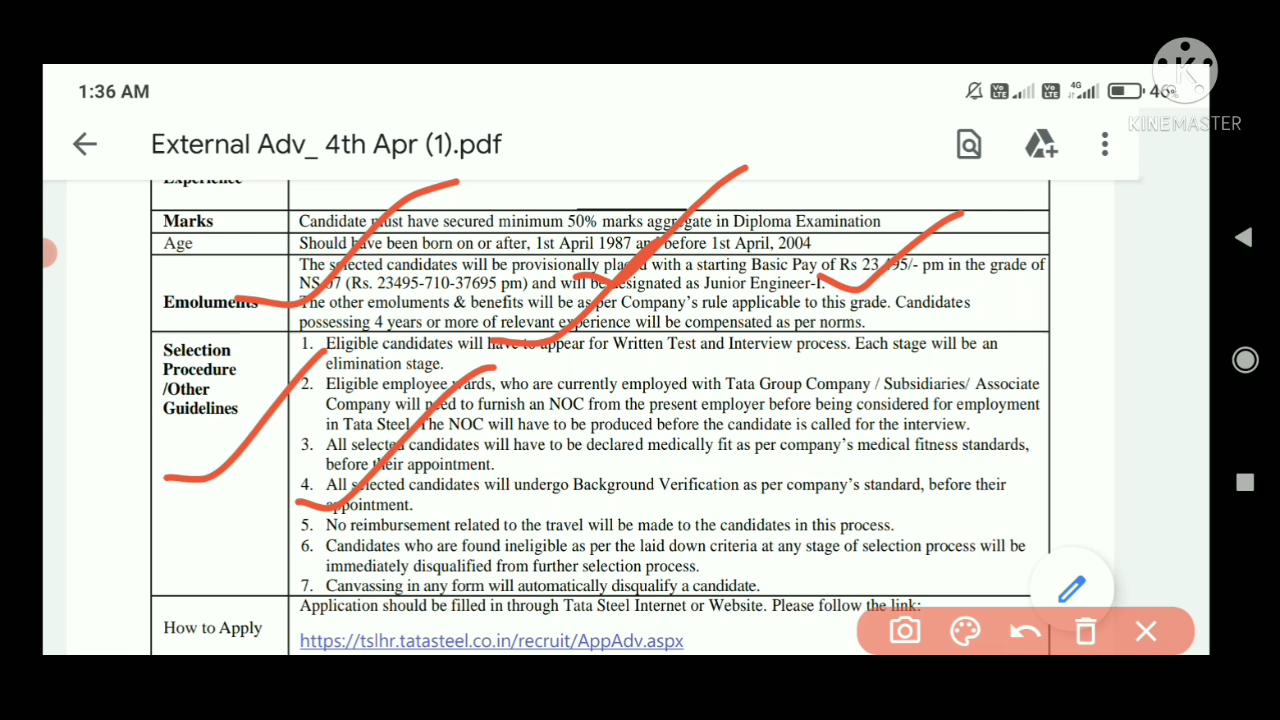 1:36 AM
Vo LTE
Vo LTE
4G
46%
KINEMASTER
External Adv_ 4th Apr (1).pdf
Experience
Marks
Candidate must have secured minimum 50% marks aggregate in Diploma Examination
Age
Should have been born on or after, 1st April 1987 and before 1st April, 2004
Emoluments
The selected candidates will be provisionally placed with a starting Basic Pay of Rs 23,495/- pm in the grade of
NS-07 (Rs. 23495-710-37695 pm) and will be designated as Junior Engineer-I.
The other emoluments & benefits will be as per Company's rule applicable to this grade. Candidates
possessing 4 years or more of relevant experience will be compensated as per norms.
Selection
Procedure
/Other
Guidelines
1. Eligible candidates will have to appear for Written Test and Interview process. Each stage will be an
elimination stage.
2. Eligible employee wards, who are currently employed with Tata Group Company / Subsidiaries/ Associate
Company will need to furnish an NOC from the present employer before being considered for employment
in Tata Steel. The NOC will have to be produced before the candidate is called for the interview.
3. All selected candidates will have to be declared medically fit as per company's medical fitness standards,
before their appointment.
4. All selected candidates will undergo Background Verification as per company's standard, before their
appointment.
5. No reimbursement related to the travel will be made to the candidates in this process.
6. Candidates who are found ineligible as per the laid down criteria at any stage of selection process will be
immediately disqualified from further selection process.
7. Canvassing in any form will automatically disqualify a candidate.
How to Apply
Application should be filled in through Tata Steel Internet or Website. Please follow the link:
https://tslhr.tatasteel.co.in/recruit/AppAdv.aspx